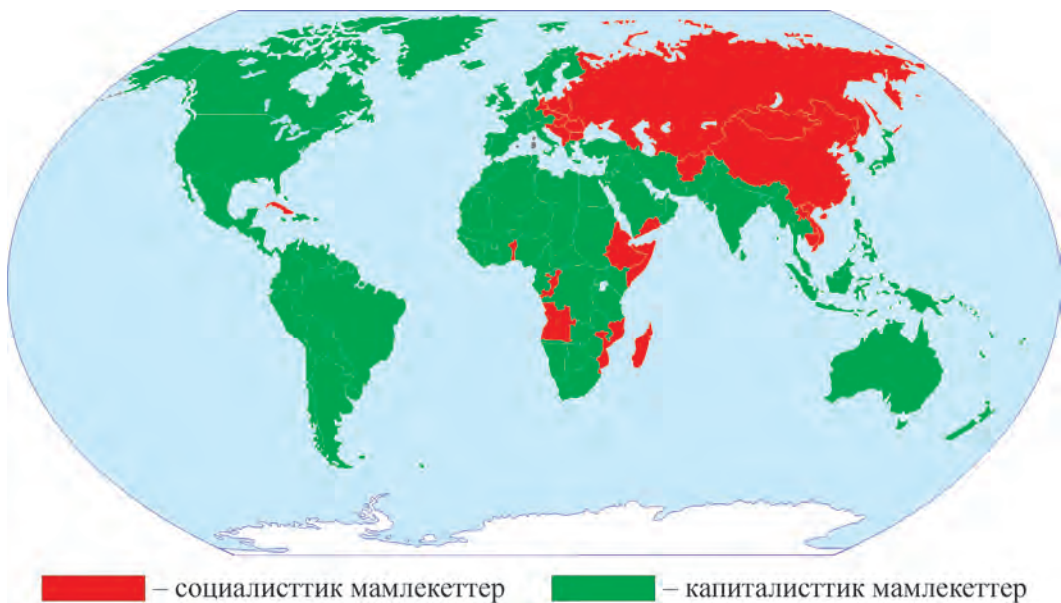 – социалисттик мамлекеттер
– капиталисттик мамлекеттер